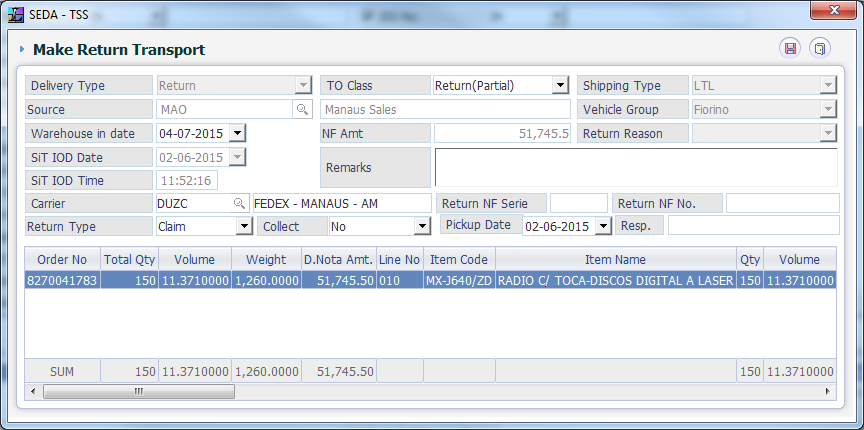 SEDA - TSS
Make Return Transport
Delivery Type Return TO Class Return(Partial) Shipping Type LTL
Source MAO Manaus Sales Vehicle Group Fiorino
Warehouse in date 04-07-2015 NF Amt 51,745.5 Return Reason
SiT IOD Date 02-06-2015 Remarks
SiT IOD Time 11:52:16
Carrier DUZC FEDEX - MANAUS - AM Return NF Serie Return NF No.
Return Type Claim Collect No Pickup Date 02-06-2015 Resp.
Order No Total Qty Volume Weight D.Nota Amt. Line No Item Code Item Name Qty Volume
8270041783 150 11.3710000 1,260.0000 51,745.50 010 MX-J640/ZD RADIO C/ TOCA-DISCOS DIGITAL A LASER 150 11.3710000
SUM 150 11.3710000 1,260.0000 51,745.50 150 11.3710000